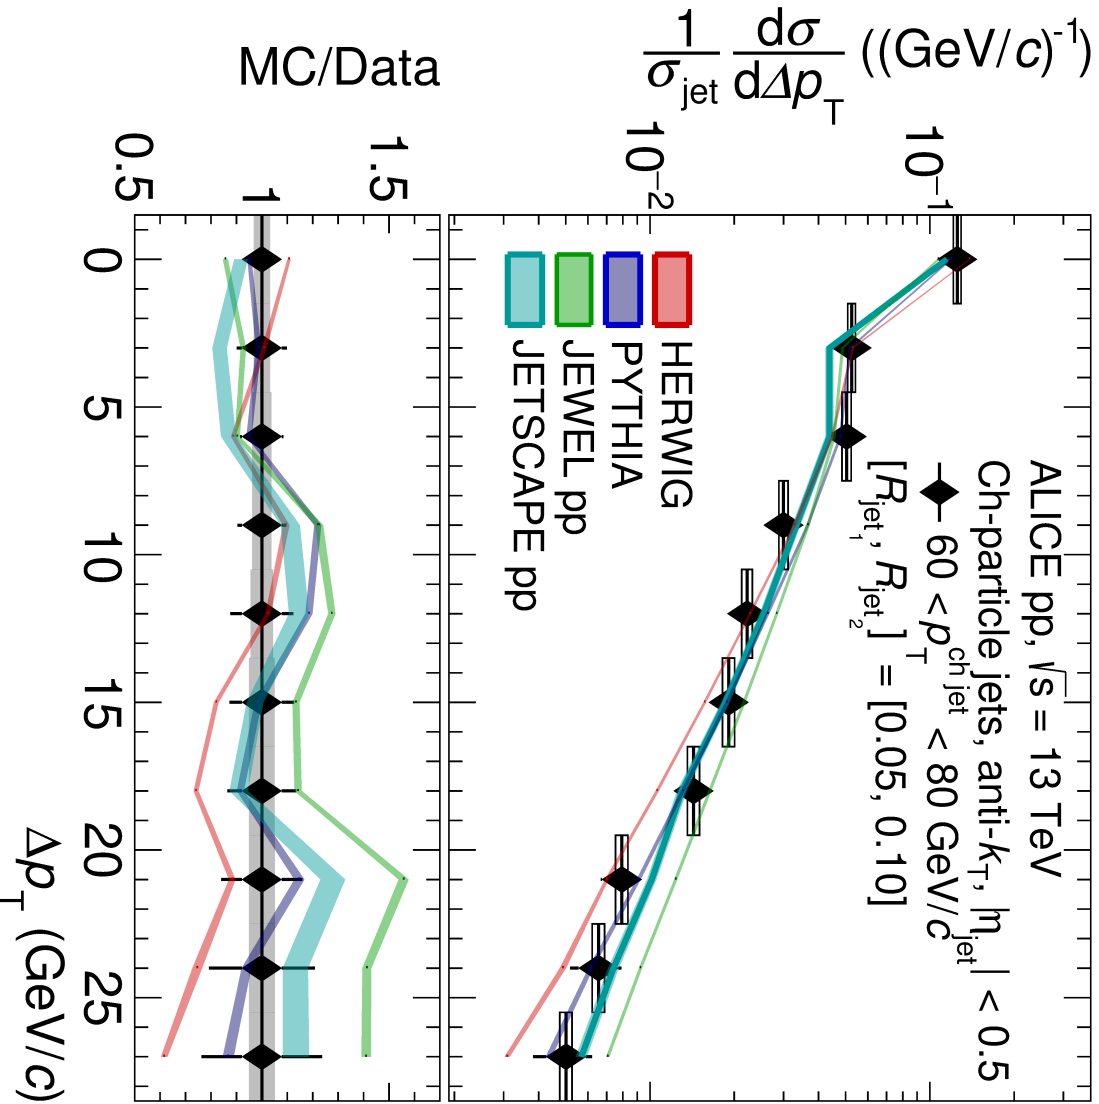 1/σjet dσ/dΔpT ((GeV/c)⁻¹)
10⁻¹
10⁻²
ALICE pp, √s = 13 TeV
Ch-particle jets, anti-kT, |ηjet| < 0.5
60 < pT^ch jet < 80 GeV/c
[Rjet₁, Rjet₂] = [0.05, 0.10]
HERWIG
PYTHIA
JEWEL pp
JETSCAPE pp
MC/Data
1.5
1
0.5
0 5 10 15 20 25
ΔpT (GeV/c)